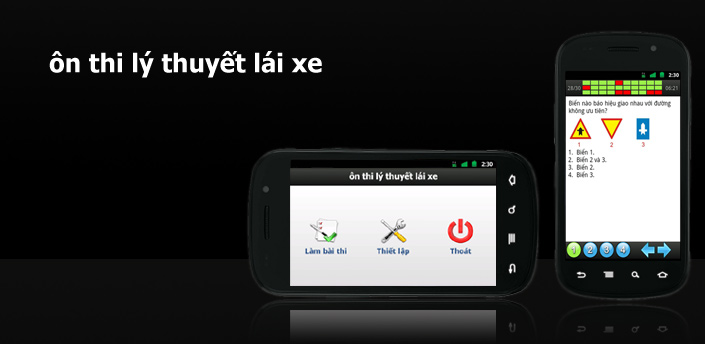 ôn thi lý thuyết lái xe
2:30
ôn thi lý thuyết lái xe
Làm bài thi
Thiết lập
Thoát
2:30
28/30
08:21
Biển nào báo hiệu giao nhau với đường
không ưu tiên?
1 2 3
1. Biển 1.
2. Biển 2 và 3.
3. Biển 2.
4. Biển 3.
1 2 3 4